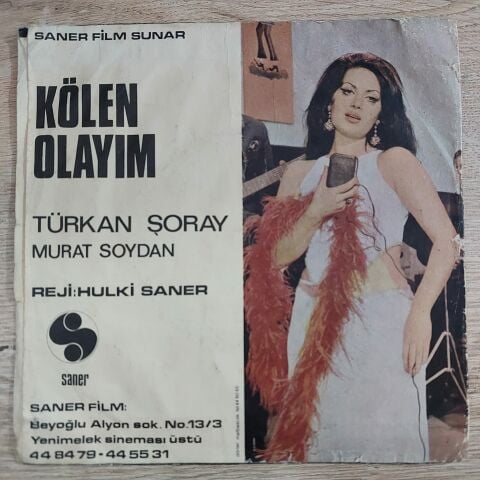 SANER FİLM SUNAR
KÖLEN
OLAYIM
TÜRKAN ŞORAY
MURAT SOYDAN
REJİ:HULKİ SANER
saner
SANER FİLM:
Beyoğlu Alyon sok. No.13/3
Yenimelek sineması üstü
44 84 79 - 44 55 31